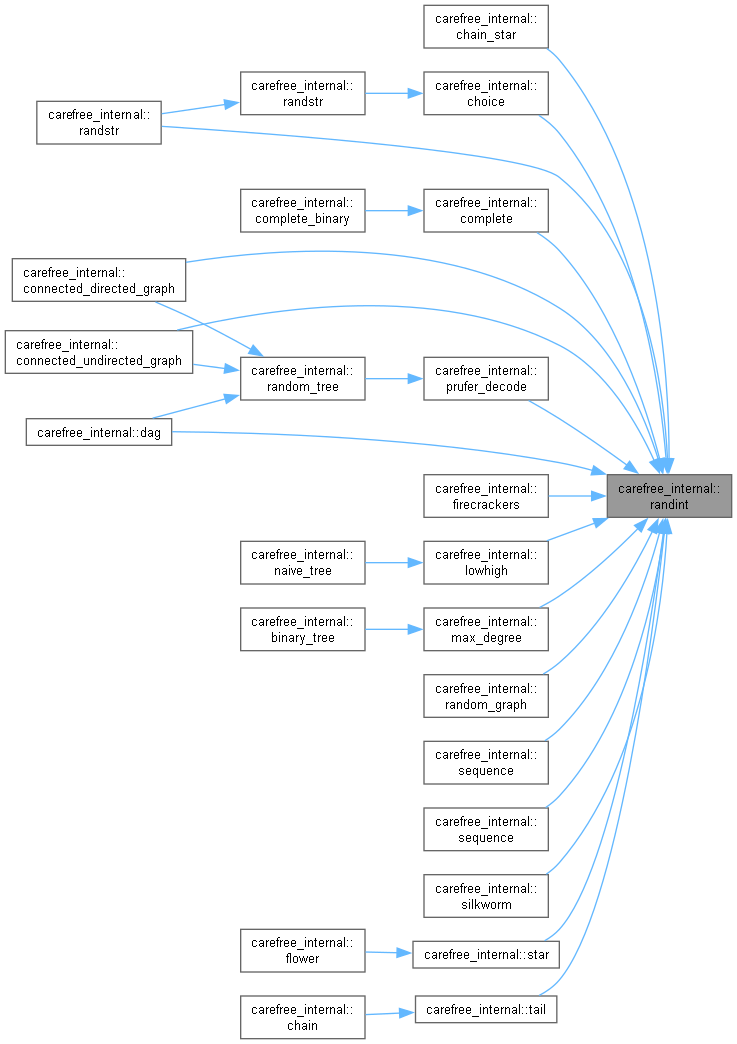 carefree_internal::
chain_star
carefree_internal::
randstr
carefree_internal::
choice
carefree_internal::
randstr
carefree_internal::
complete_binary
carefree_internal::
complete
carefree_internal::
connected_directed_graph
carefree_internal::
connected_undirected_graph
carefree_internal::
random_tree
carefree_internal::
prufer_decode
carefree_internal::dag
carefree_internal::
firecrackers
carefree_internal::
randint
carefree_internal::
naive_tree
carefree_internal::
lowhigh
carefree_internal::
binary_tree
carefree_internal::
max_degree
carefree_internal::
random_graph
carefree_internal::
sequence
carefree_internal::
sequence
carefree_internal::
silkworm
carefree_internal::
flower
carefree_internal::star
carefree_internal::
chain
carefree_internal::tail